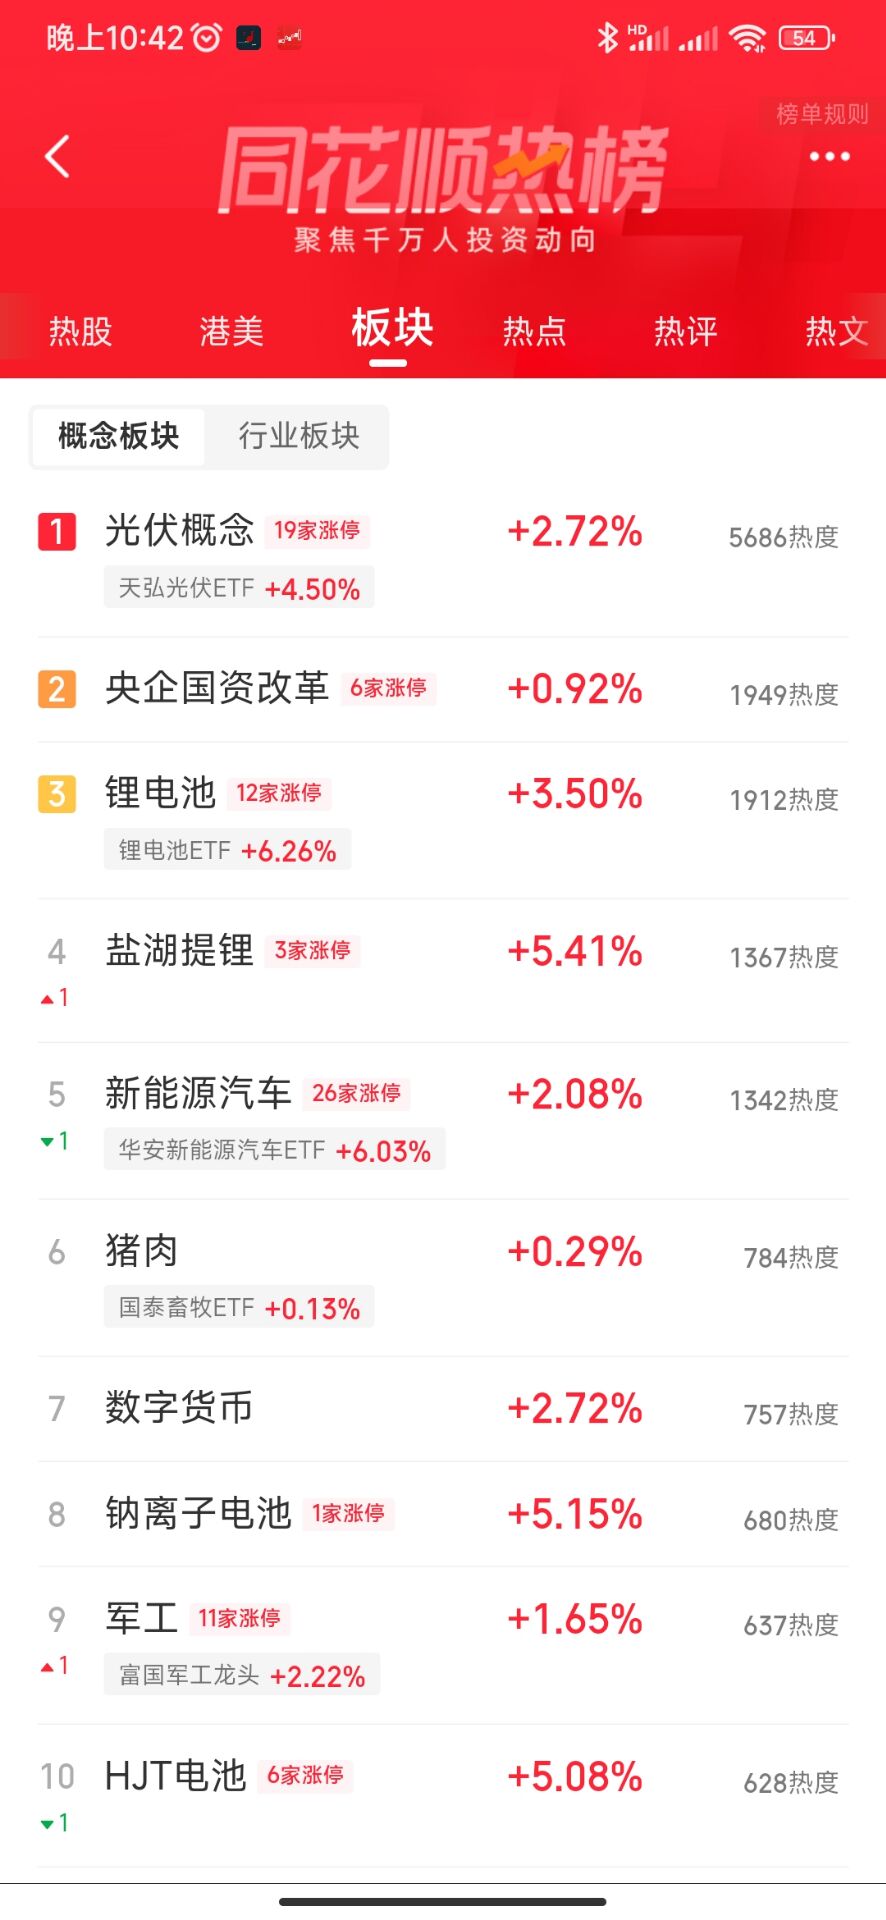 晚上10:42
HD
54
榜单规则
同花顺热榜
聚焦千万人投资动向
热股 港美 板块 热点 热评 热文
概念板块 行业板块
1 光伏概念 19家涨停 +2.72% 5686热度
天弘光伏ETF +4.50%
2 央企国资改革 6家涨停 +0.92% 1949热度
3 锂电池 12家涨停 +3.50% 1912热度
锂电池ETF +6.26%
4 盐湖提锂 3家涨停 +5.41% 1367热度
1
5 新能源汽车 26家涨停 +2.08% 1342热度
1 华安新能源汽车ETF +6.03%
6 猪肉 +0.29% 784热度
国泰畜牧ETF +0.13%
7 数字货币 +2.72% 757热度
8 钠离子电池 1家涨停 +5.15% 680热度
9 军工 11家涨停 +1.65% 637热度
1 富国军工龙头 +2.22%
10 HJT电池 6家涨停 +5.08% 628热度
1